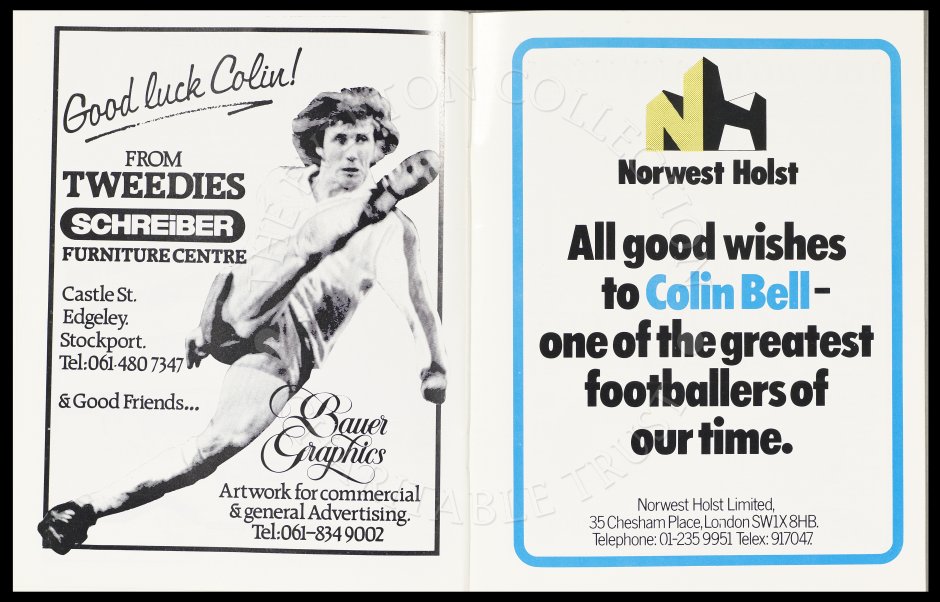 Good luck Colin!
FROM
TWEEDIES
SCHREiBER
FURNITURE CENTRE
Castle St.
Edgeley.
Stockport.
Tel:061-480 7347
& Good Friends...
Bauer
Graphics
Artwork for commercial
& general Advertising.
Tel:061-834 9002
NH
Norwest Holst
All good wishes
to Colin Bell-
one of the greatest
footballers of
our time.
Norwest Holst Limited,
35 Chesham Place, London SW1X 8HB.
Telephone: 01-235 9951 Telex: 917047.